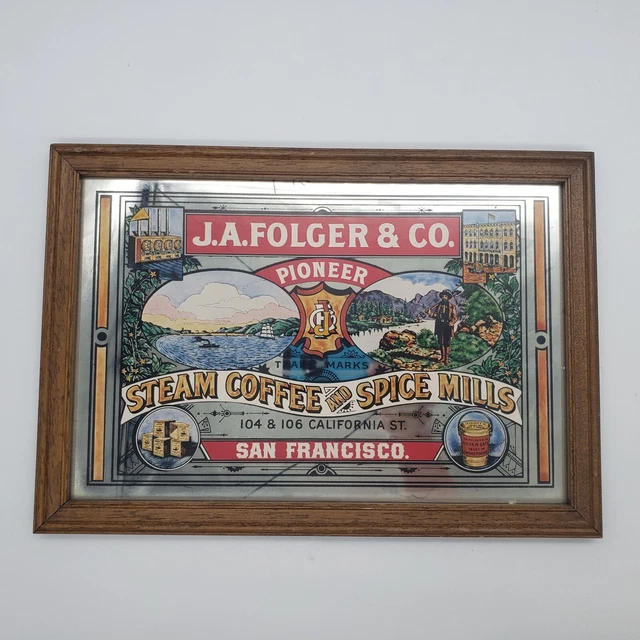 J.A.FOLGER & CO.
PIONEER
TRADE MARKS
STEAM COFFEE AND SPICE MILLS
104 & 106 CALIFORNIA ST.
SAN FRANCISCO.